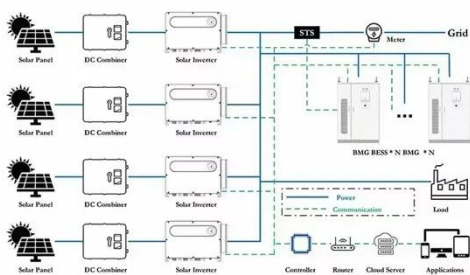 STS
Meter
Grid
Solar Panel DC Combiner Solar Inverter
Solar Panel DC Combiner Solar Inverter
BMG BESS * N BMG * N
Solar Panel DC Combiner Solar Inverter
Power
Communication
Load
Solar Panel DC Combiner Solar Inverter
Controller Router Cloud Server Applications